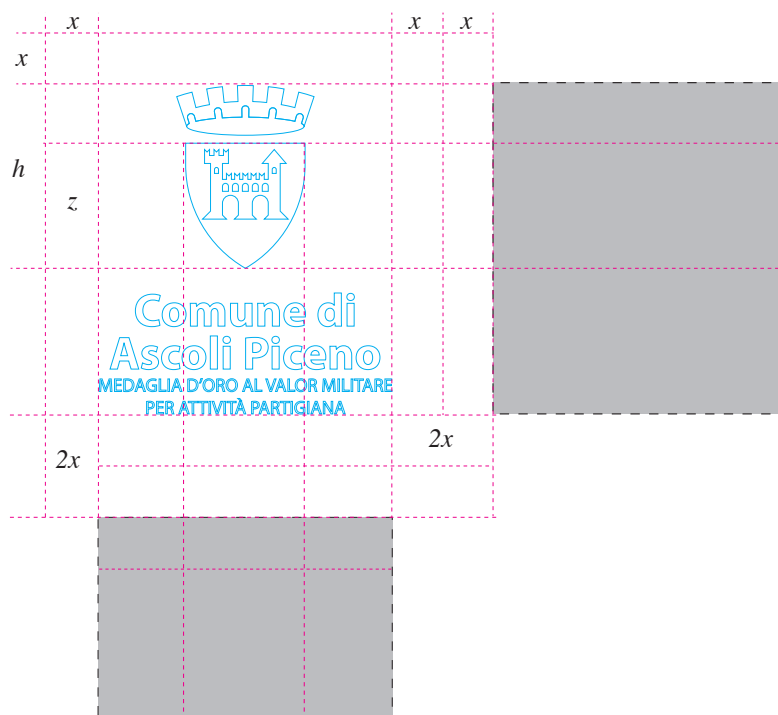 x x x
x
h
z
Comune di
Ascoli Piceno
MEDAGLIA D'ORO AL VALOR MILITARE
PER ATTIVITÀ PARTIGIANA
2x
2x